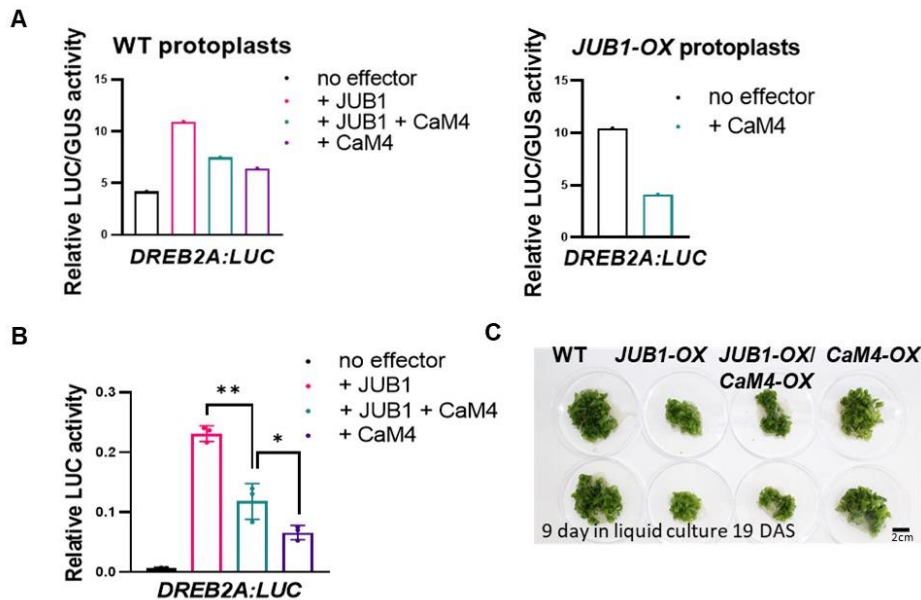 A
WT protoplasts
Relative LUC/GUS activity
15
10
5
0
DREB2A:LUC
no effector
+ JUB1
+ JUB1 + CaM4
+ CaM4
JUB1-OX protoplasts
Relative LUC/GUS activity
15
10
5
0
DREB2A:LUC
no effector
+ CaM4
B
Relative LUC activity
0.3
0.2
0.1
0.0
**
*
DREB2A:LUC
no effector
+ JUB1
+ JUB1 + CaM4
+ CaM4
C
WT JUB1-OX JUB1-OX/ CaM4-OX
CaM4-OX
9 day in liquid culture 19 DAS
2cm